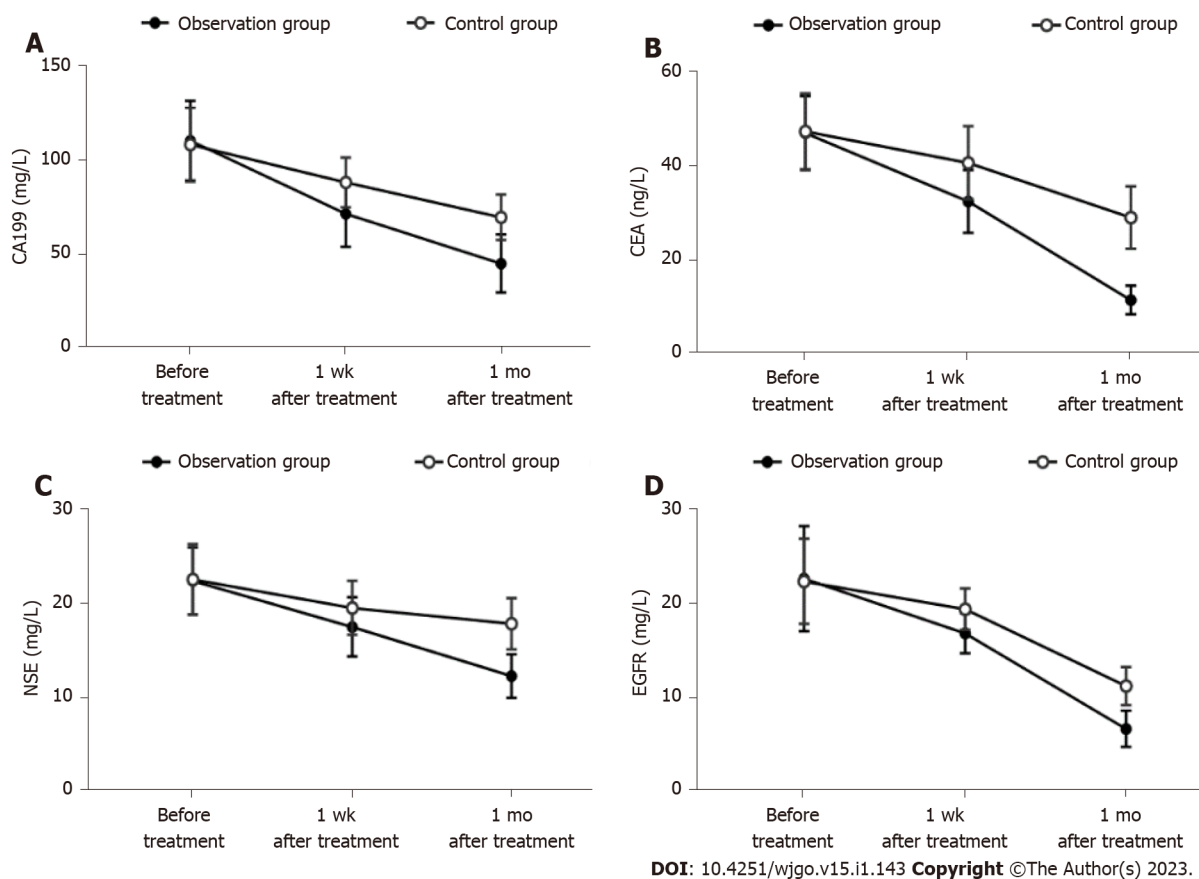 A
Observation group
Control group
CA199 (mg/L)
150
100
50
0
Before treatment
1 wk after treatment
1 mo after treatment
B
Observation group
Control group
CEA (ng/L)
60
40
20
0
Before treatment
1 wk after treatment
1 mo after treatment
C
Observation group
Control group
NSE (mg/L)
30
20
10
0
Before treatment
1 wk after treatment
1 mo after treatment
D
Observation group
Control group
EGFR (mg/L)
30
20
10
0
Before treatment
1 wk after treatment
1 mo after treatment
DOI: 10.4251/wjgo.v15.i1.143 Copyright ©The Author(s) 2023.